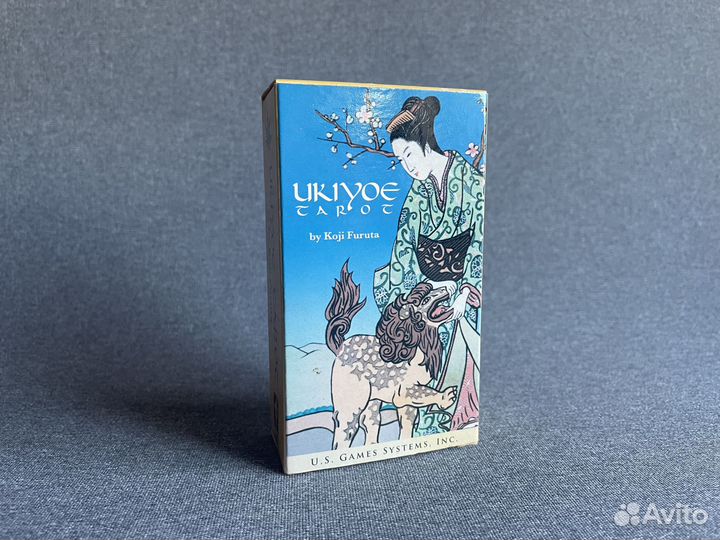 UKIYOE
TAROT
by Koji Furuta
U.S. Games Systems, Inc.
Avito